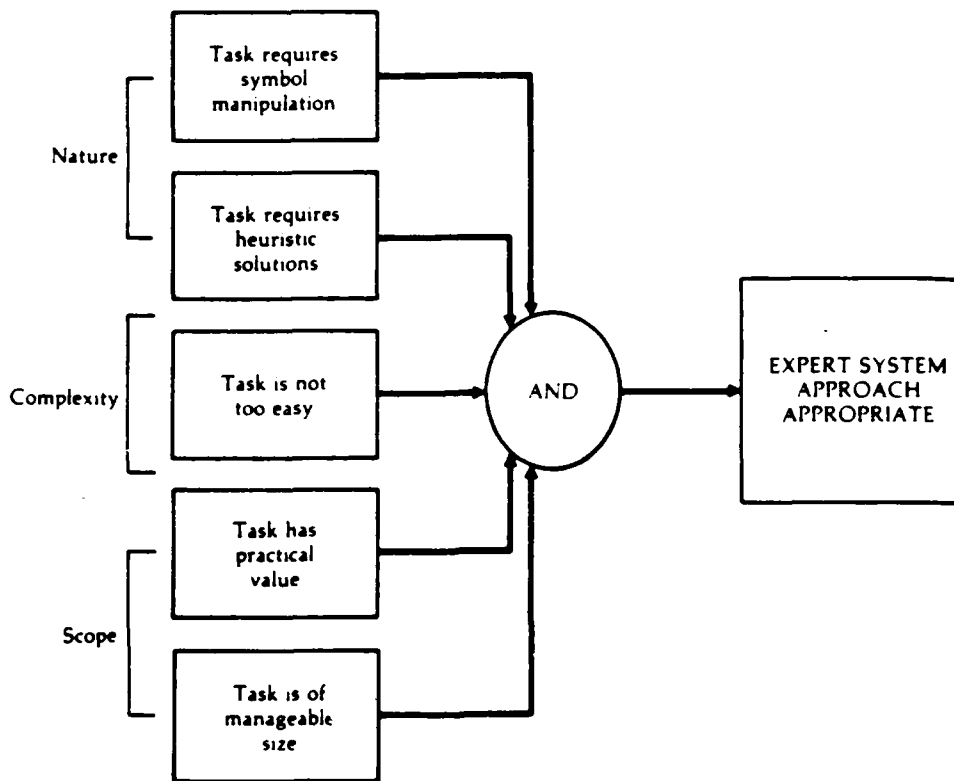 Task requires
symbol
manipulation
Nature
Task requires
heuristic
solutions
Complexity
Task is not
too easy
AND
EXPERT SYSTEM
APPROACH
APPROPRIATE
Task has
practical
value
Scope
Task is of
manageable
size